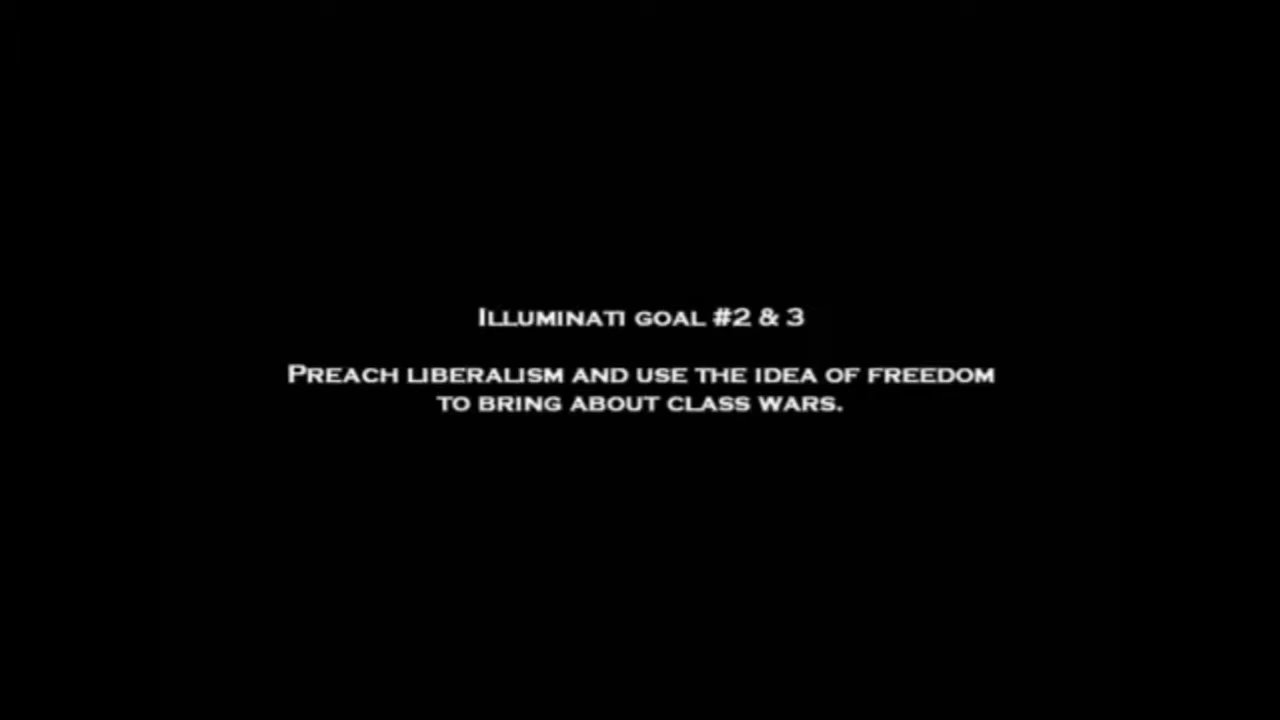 Illuminati goal #2 & 3
Preach liberalism and use the idea of freedom
to bring about class wars.